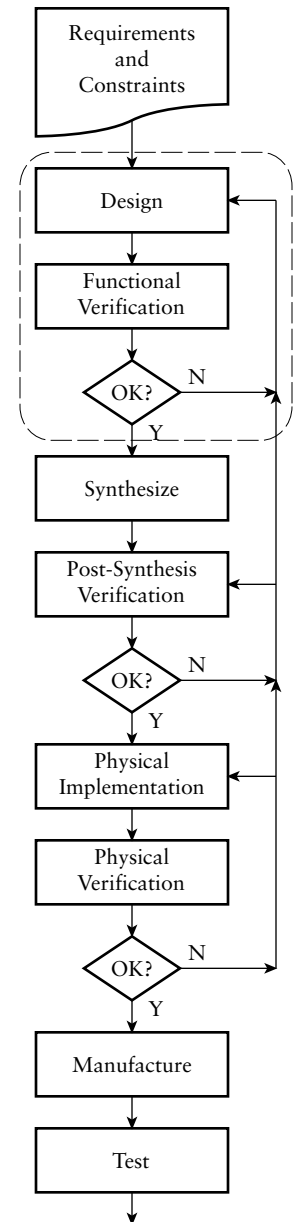 Requirements
and
Constraints
Design
Functional
Verification
OK?
N
Y
Synthesize
Post-Synthesis
Verification
OK?
N
Y
Physical
Implementation
Physical
Verification
OK?
N
Y
Manufacture
Test